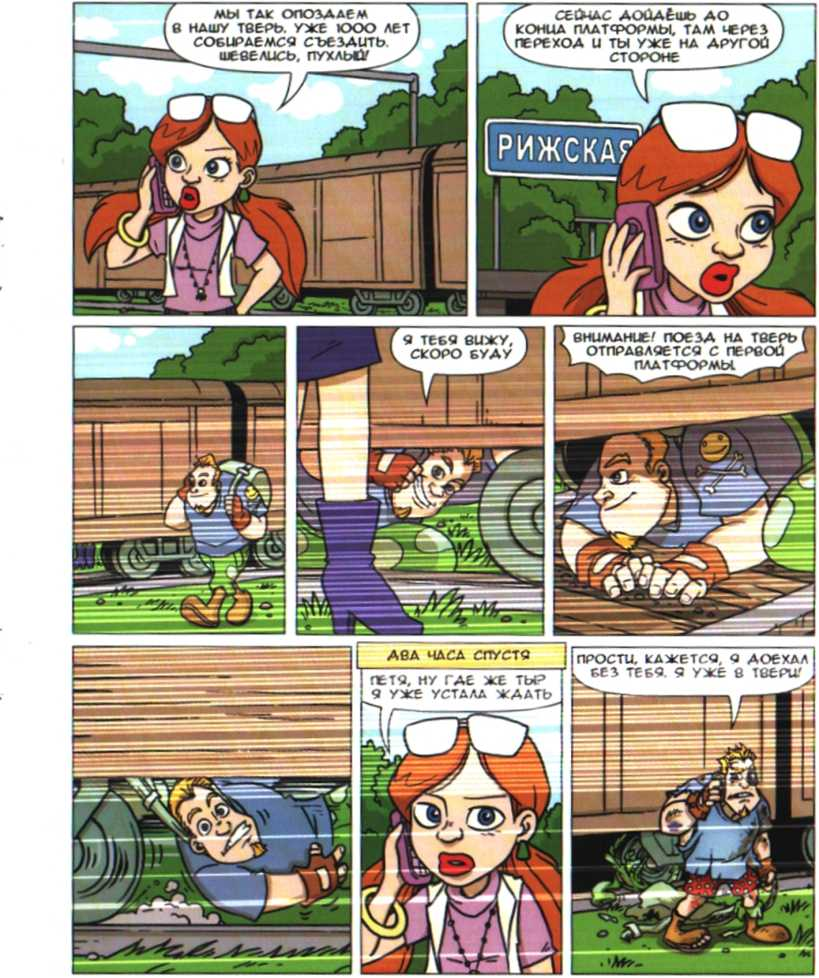 МЫ ТАК ОПОЗДАЕМ
В НАШУ ТВЕРЬ. УЖЕ 1000 ЛЕТ
СОБИРАЕМСЯ СЪЕЗДИТЬ.
ШЕВЕЛИСЬ, ПУХЛЫЙ!
СЕЙЧАС ДОЙДЁШЬ ДО
КОНЦА ПЛАТФОРМЫ, ТАМ ЧЕРЕЗ
ПЕРЕХОД И ТЫ УЖЕ НА ДРУГОЙ
СТОРОНЕ
РИЖСКАЯ
Я ТЕБЯ ВИЖУ,
СКОРО БУДУ
ВНИМАНИЕ! ПОЕЗД НА ТВЕРЬ
ОТПРАВЛЯЕТСЯ С ПЕРВОЙ
ПЛАТФОРМЫ.
ДВА ЧАСА СПУСТЯ
ПЕТЯ, НУ ГДЕ ЖЕ ТЫ?
Я УЖЕ УСТАЛА ЖДАТЬ
ПРОСТИ, КАЖЕТСЯ, Я ДОЕХАЛ
БЕЗ ТЕБЯ. Я УЖЕ В ТВЕРИ!